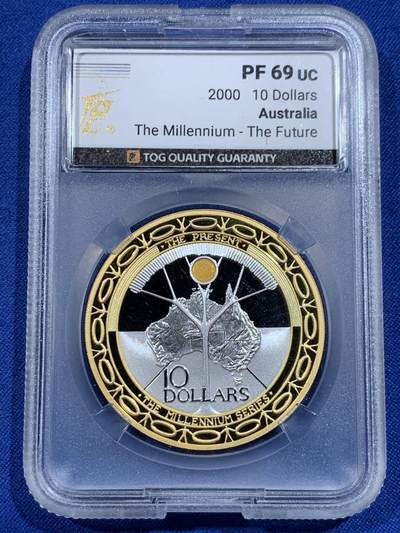 PF 69 UC
2000 10 Dollars
Australia
The Millennium - The Future
TOG QUALITY GUARANTY
· THE PRESENT ·
10
DOLLARS
· THE MILLENNIUM SERIES ·